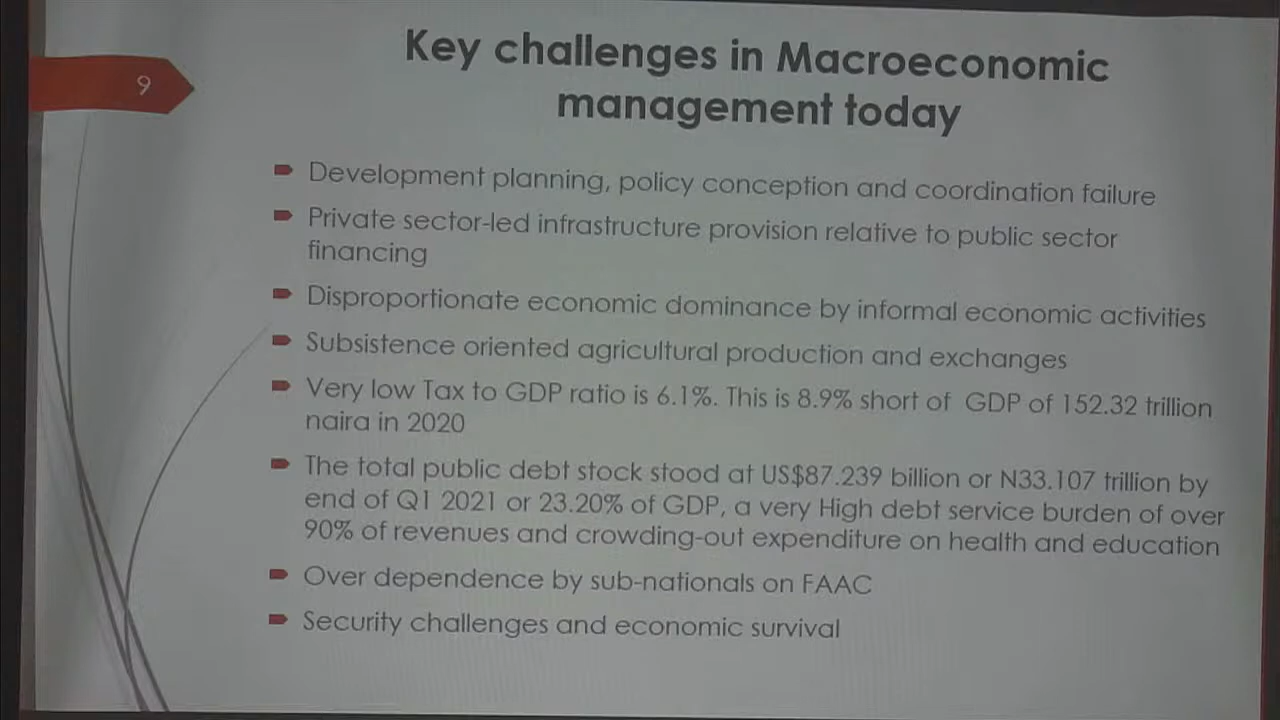 9
Key challenges in Macroeconomic
management today
Development planning, policy conception and coordination failure
Private sector-led infrastructure provision relative to public sector
financing
Disproportionate economic dominance by informal economic activities
Subsistence oriented agricultural production and exchanges
Very low Tax to GDP ratio is 6.1%. This is 8.9% short of GDP of 152.32 trillion
naira in 2020
The total public debt stock stood at US$87.239 billion or N33.107 trillion by
end of Q1 2021 or 23.20% of GDP, a very High debt service burden of over
90% of revenues and crowding-out expenditure on health and education
Over dependence by sub-nationals on FAAC
Security challenges and economic survival